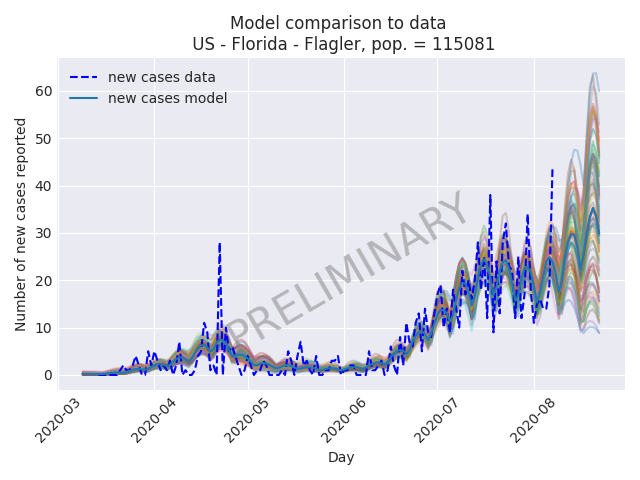 Model comparison to data
US - Florida - Flagler, pop. = 115081
new cases data
new cases model
PRELIMINARY
Number of new cases reported
60
50
40
30
20
10
0
2020-03
2020-04
2020-05
2020-06
2020-07
2020-08
Day